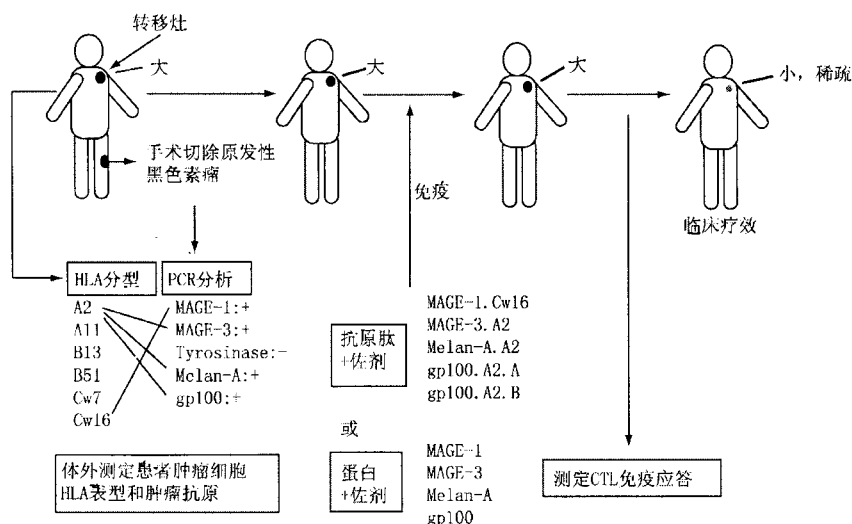 转移灶
大
大
大
小，稀疏
手术切除原发性
黑色素瘤
免疫
临床疗效
HLA分型
PCR分析
A2
A11
B13
B51
Cw7
Cw16
MAGE-1:+
MAGE-3:+
Tyrosinase:-
Melan-A:+
gp100:+
抗原肽
+佐剂
MAGE-1.Cw16
MAGE-3.A2
Melan-A.A2
gp100.A2.A
gp100.A2.B
或
蛋白
+佐剂
MAGE-1
MAGE-3
Melan-A
gp100
体外测定患者肿瘤细胞
HLA表型和肿瘤抗原
测定CTL免疫应答